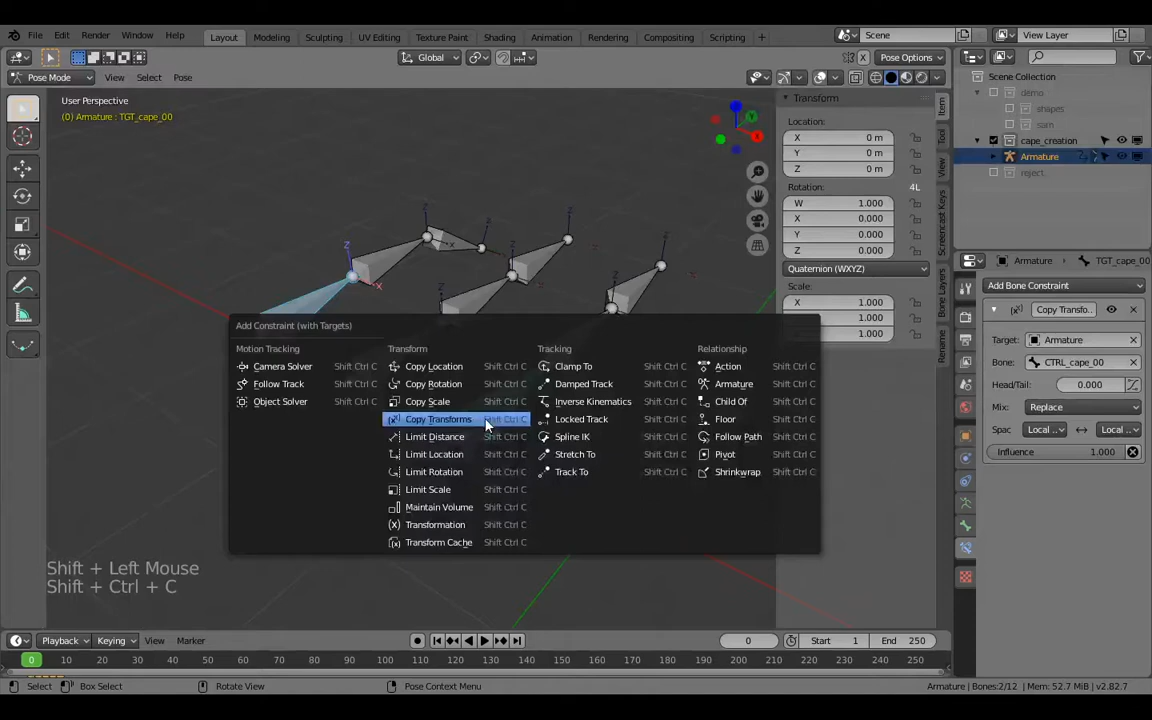 File Edit Render Window Help Layout Modeling Sculpting UV Editing Texture Paint Shading Animation Rendering Compositing Scripting + Scene View Layer
Global X Pose Options
Pose Mode View Select Pose
User Perspective
(0) Armature : TGT_cape_00
Transform
Location:
X 0 m
Y 0 m
Z 0 m
Rotation: 4L
W 1.000
X 0.000
Y 0.000
Z 0.000
Quaternion (WXYZ)
Scale:
X 1.000
1.000
1.000
Item
Tool
View
Screencast Keys
Bone Layers
Rename
Scene Collection
demo
shapes
sam
cape_creation
Armature
reject
Armature TGT_cape_00
Add Bone Constraint
Copy Transfo..
Target: Armature
Bone: CTRL_cape_00
Head/Tail: 0.000
Mix: Replace
Spac Local .. Local ..
Influence 1.000
Add Constraint (with Targets)
Motion Tracking
Camera Solver Shift Ctrl C
Follow Track Shift Ctrl C
Object Solver Shift Ctrl C
Transform
Copy Location Shift Ctrl C
Copy Rotation Shift Ctrl C
Copy Scale Shift Ctrl C
Copy Transforms Shift Ctrl C
Limit Distance Shift Ctrl C
Limit Location Shift Ctrl C
Limit Rotation Shift Ctrl C
Limit Scale Shift Ctrl C
Maintain Volume Shift Ctrl C
Transformation Shift Ctrl C
Transform Cache Shift Ctrl C
Tracking
Clamp To Shift Ctrl C
Damped Track Shift Ctrl C
Inverse Kinematics Shift Ctrl C
Locked Track Shift Ctrl C
Spline IK Shift Ctrl C
Stretch To Shift Ctrl C
Track To Shift Ctrl C
Relationship
Action Shift Ctrl C
Armature Shift Ctrl C
Child Of Shift Ctrl C
Floor Shift Ctrl C
Follow Path Shift Ctrl C
Pivot Shift Ctrl C
Shrinkwrap Shift Ctrl C
Shift + Left Mouse
Shift + Ctrl + C
Playback Keying View Marker 0 Start 1 End 250
0 10 20 30 40 50 60 70 80 90 100 110 120 130 140 150 160 170 180 190 200 210 220 230 240 250
Select Box Select Rotate View Pose Context Menu Armature | Bones:2/12 | Mem: 52.7 MiB | v2.82.7